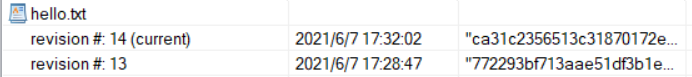 hello.txt
revision #: 14 (current) 2021/6/7 17:32:02 "ca31c2356513c31870172e...
revision #: 13 2021/6/7 17:28:47 "772293bf713aae51df3b1e...